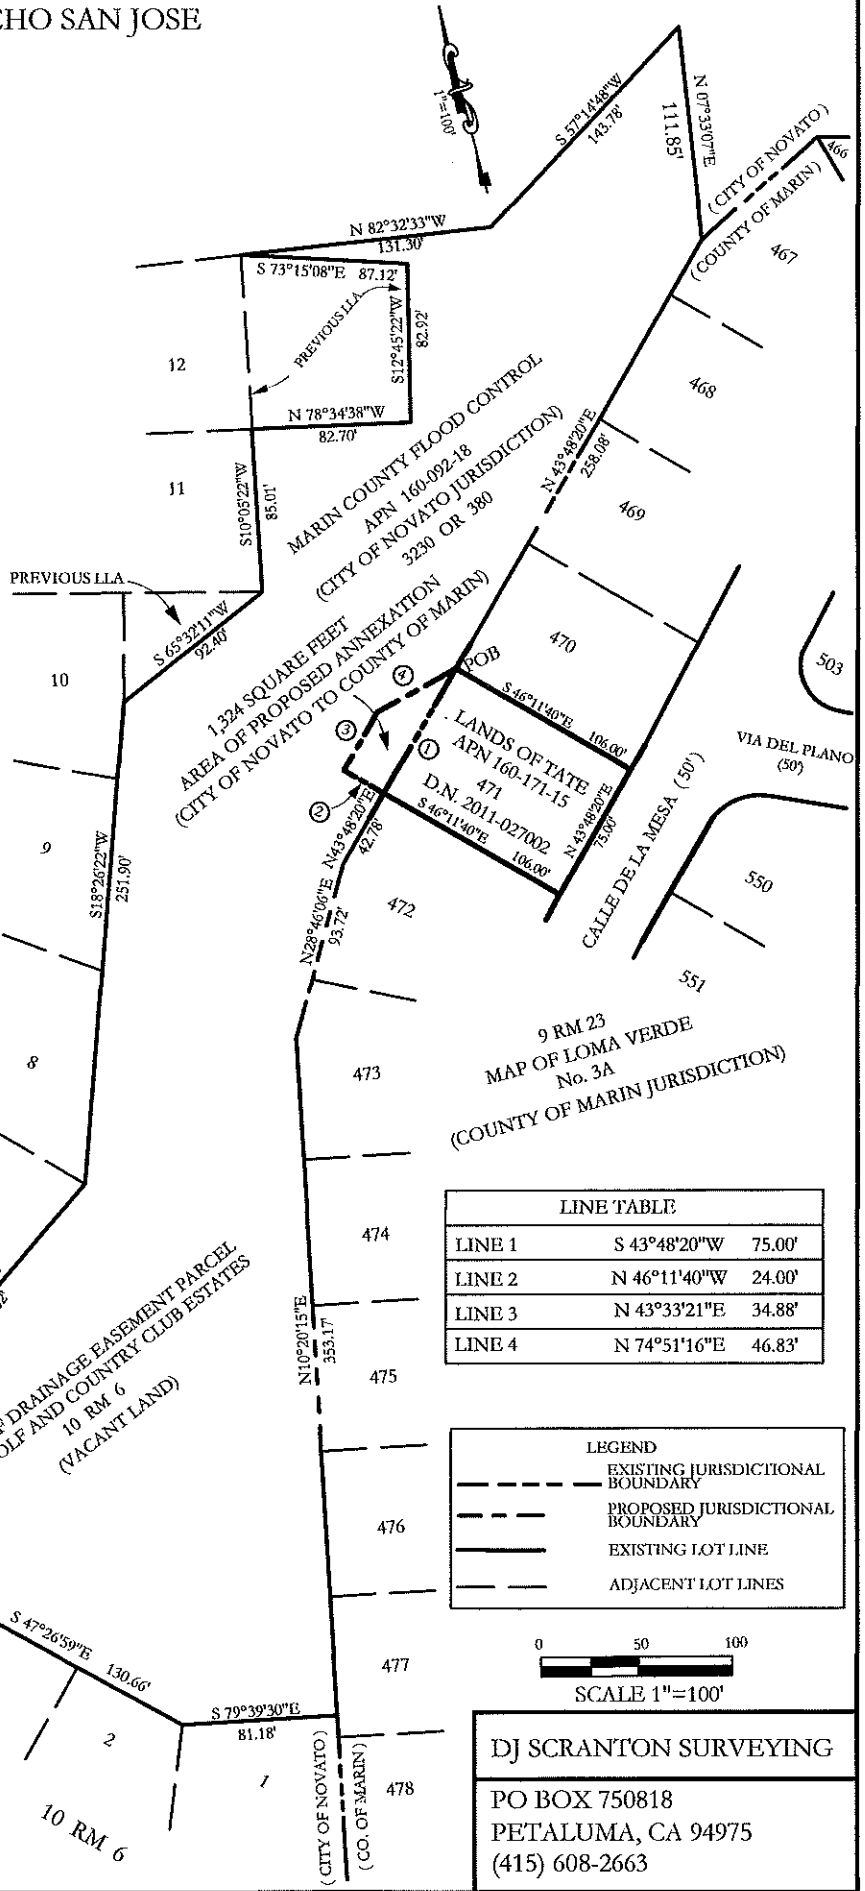 CHO SAN JOSE
1"=100'
S 57°14'48"W
143.78'
N 07°33'07"E
111.85'
(CITY OF NOVATO)
(COUNTY OF MARIN)
466
467
N 82°32'33"W
131.30'
S 73°15'08"E 87.12'
PREVIOUS LLA
S12°45'22"W
82.92'
12
N 78°34'38"W
82.70'
468
11
S10°05'22"W
85.01'
MARIN COUNTY FLOOD CONTROL
APN 160-092-18
(CITY OF NOVATO JURISDICTION)
3230 OR 380
N 43°48'20"E
258.08'
469
PREVIOUS LLA
S 65°32'11"W
92.40'
10
1,324 SQUARE FEET
AREA OF PROPOSED ANNEXATION
(CITY OF NOVATO TO COUNTY OF MARIN)
470
503
POB
4
3
1
2
S 46°11'40"E 106.00'
LANDS OF TATE
APN 160-171-15
471
D.N. 2011-027002
S 46°11'40"E 106.00'
N 43°48'20"E
75.00'
CALLE DE LA MESA (50')
VIA DEL PLANO
(50')
N43°48'20"E
42.78'
9
S18°26'22"W
251.90'
N28°46'06"E
93.72'
472
550
551
8
473
9 RM 23
MAP OF LOMA VERDE
No. 3A
(COUNTY OF MARIN JURISDICTION)
474
LINE TABLE
LINE 1 S 43°48'20"W 75.00'
LINE 2 N 46°11'40"W 24.00'
LINE 3 N 43°33'21"E 34.88'
LINE 4 N 74°51'16"E 46.83'
DRAINAGE EASEMENT PARCEL
OLF AND COUNTRY CLUB ESTATES
10 RM 6
(VACANT LAND)
N10°20'15"E
353.17'
475
LEGEND
EXISTING JURISDICTIONAL
BOUNDARY
PROPOSED JURISDICTIONAL
BOUNDARY
EXISTING LOT LINE
ADJACENT LOT LINES
476
477
0 50 100
SCALE 1"=100'
S 47°26'59"E 130.66'
S 79°39'30"E
81.18'
2
1
10 RM 6
(CITY OF NOVATO)
(CO. OF MARIN)
478
DJ SCRANTON SURVEYING
PO BOX 750818
PETALUMA, CA 94975
(415) 608-2663